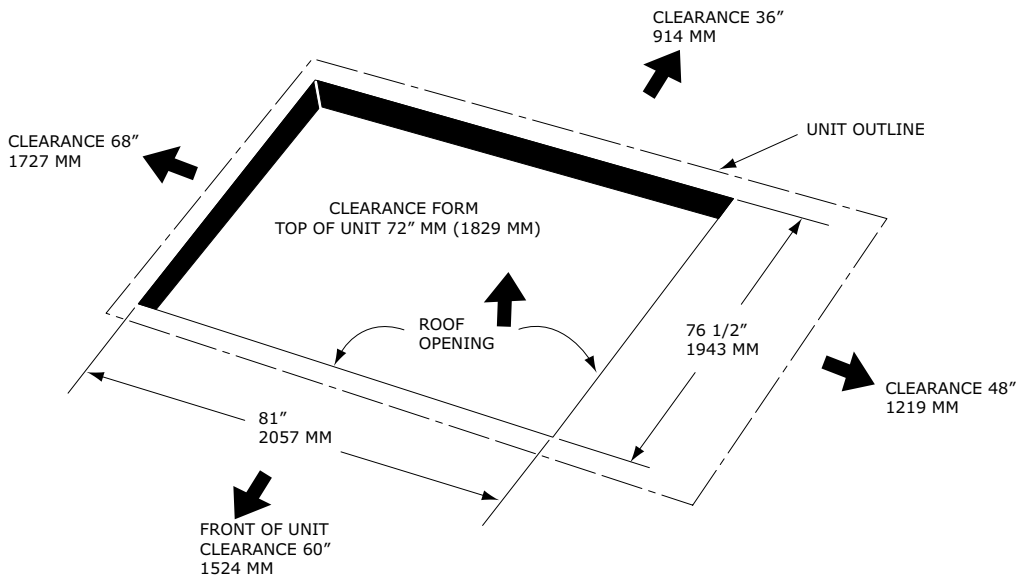 CLEARANCE 36″
914 MM
UNIT OUTLINE
CLEARANCE 68″
1727 MM
CLEARANCE FORM
TOP OF UNIT 72″ MM (1829 MM)
ROOF
OPENING
76 1/2″
1943 MM
CLEARANCE 48″
1219 MM
81″
2057 MM
FRONT OF UNIT
CLEARANCE 60″
1524 MM